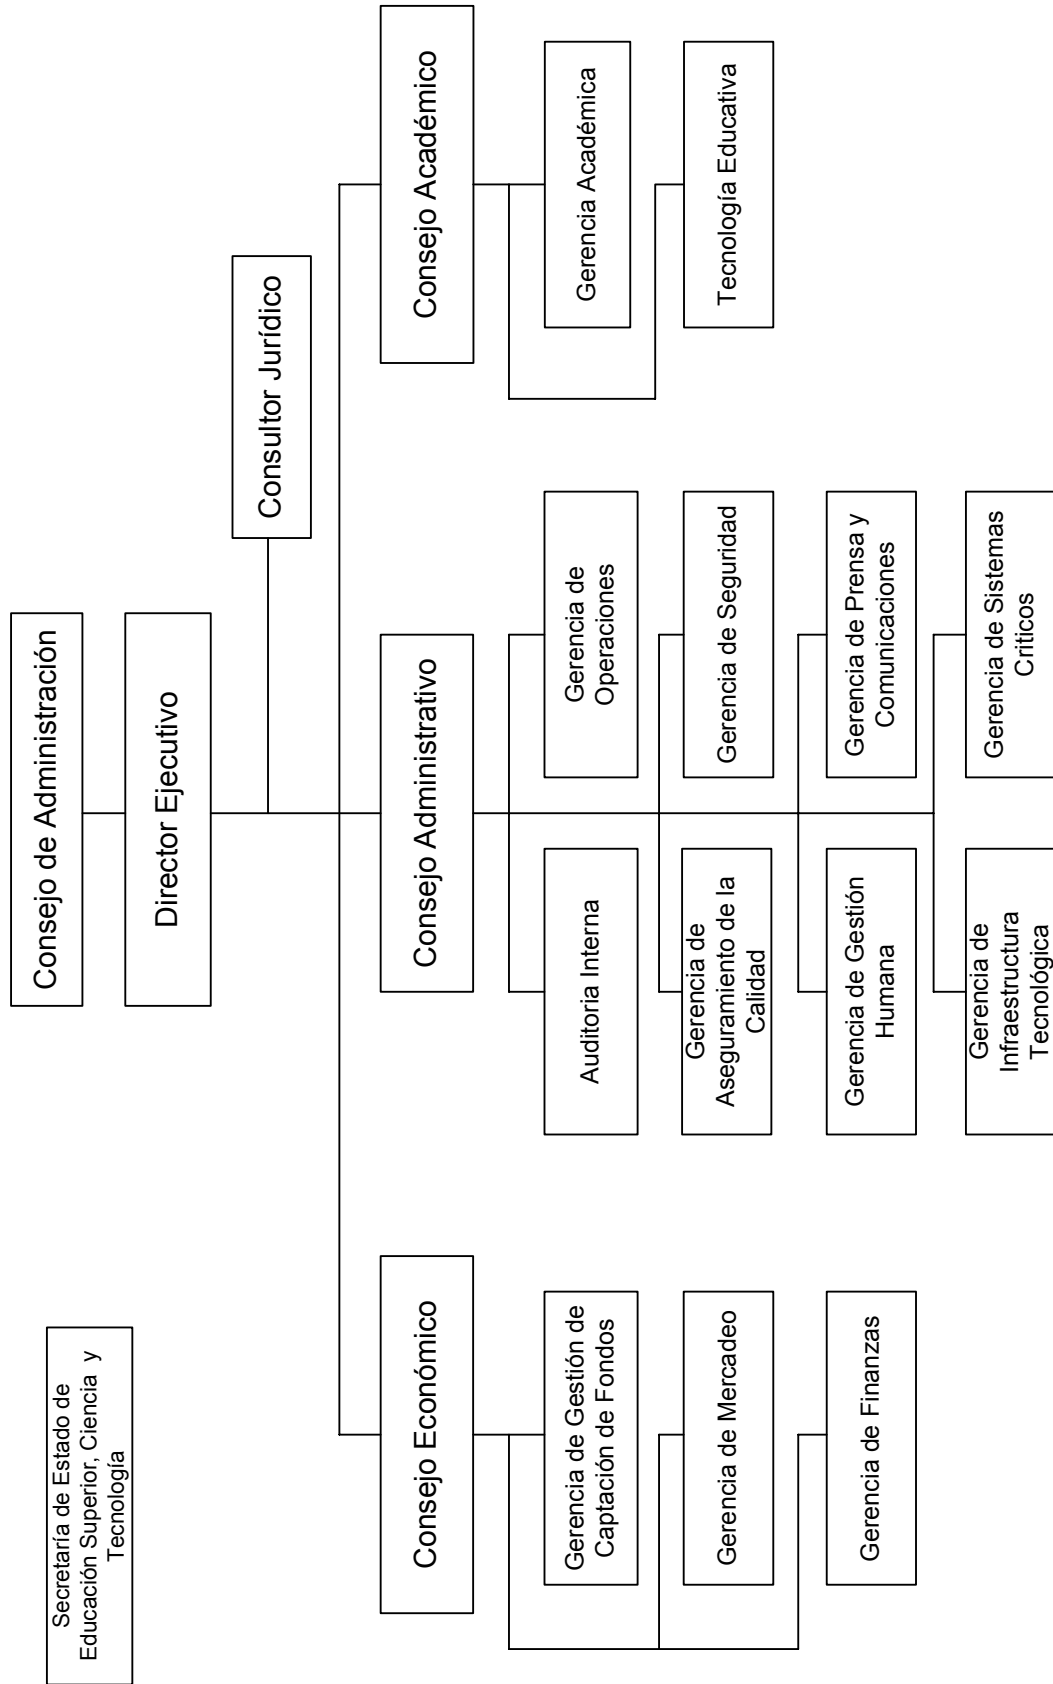 Secretaría de Estado de
Educación Superior, Ciencia y
Tecnología
Consejo de Administración
Director Ejecutivo
Consultor Jurídico
Consejo Económico
Consejo Administrativo
Consejo Académico
Gerencia de Gestión de
Captación de Fondos
Auditoria Interna
Gerencia de
Operaciones
Gerencia Académica
Gerencia de Mercadeo
Gerencia de
Aseguramiento de la
Calidad
Gerencia de Seguridad
Tecnología Educativa
Gerencia de Finanzas
Gerencia de Gestión
Humana
Gerencia de Prensa y
Comunicaciones
Gerencia de
Infraestructura
Tecnológica
Gerencia de Sistemas
Criticos